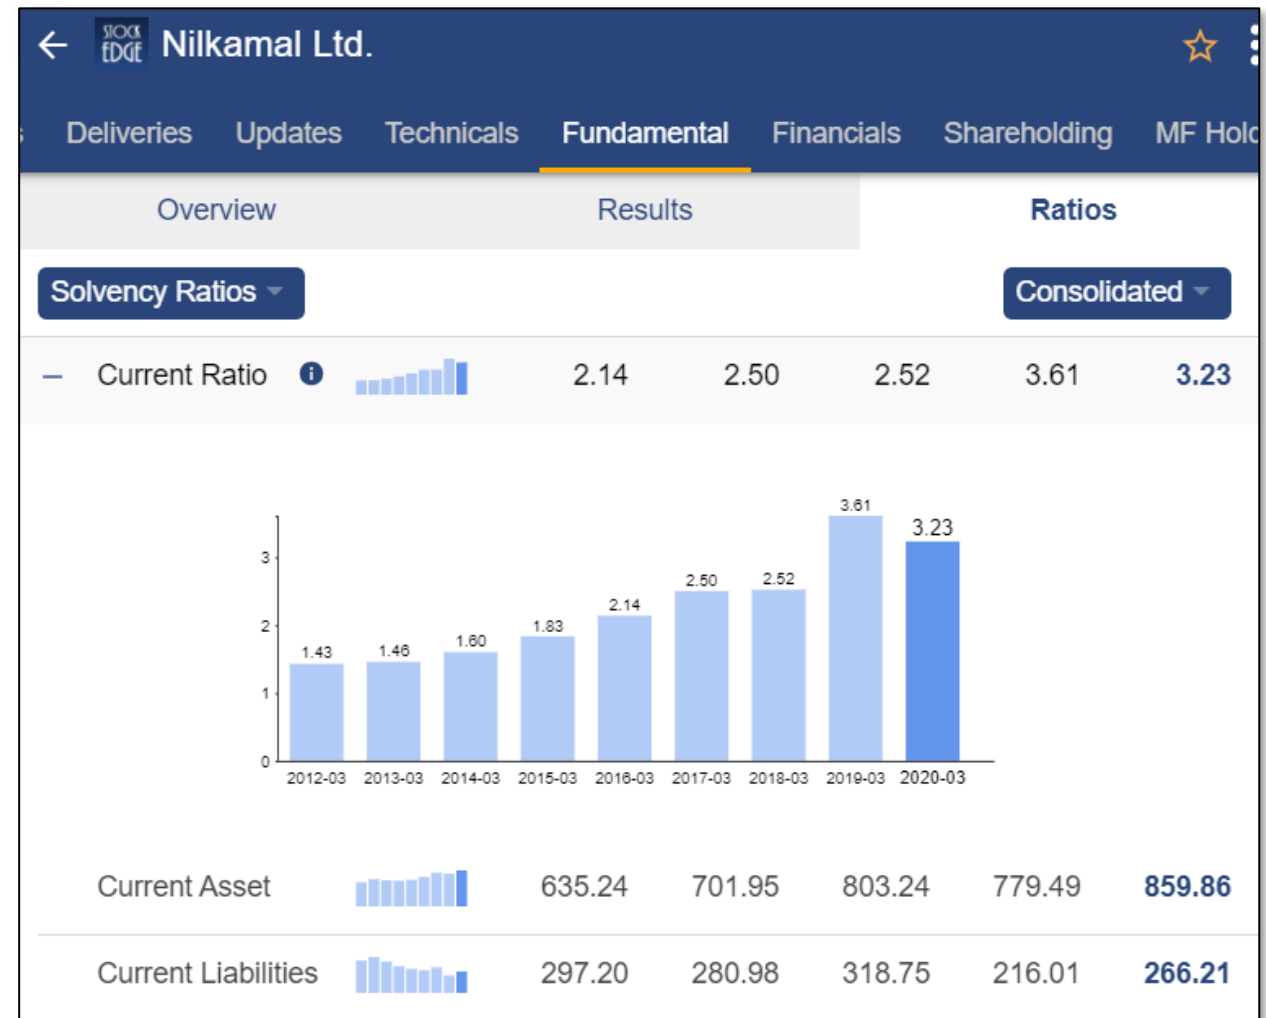 STOCK EDGE Nilkamal Ltd.
Deliveries Updates Technicals Fundamental Financials Shareholding MF Hold
Overview Results Ratios
Solvency Ratios Consolidated
Current Ratio i 2.14 2.50 2.52 3.61 3.23
3.61
3.23
3
2.50 2.52
2.14
2 1.83
1.43 1.46 1.60
1
0
2012-03 2013-03 2014-03 2015-03 2016-03 2017-03 2018-03 2019-03 2020-03
Current Asset 635.24 701.95 803.24 779.49 859.86
Current Liabilities 297.20 280.98 318.75 216.01 266.21